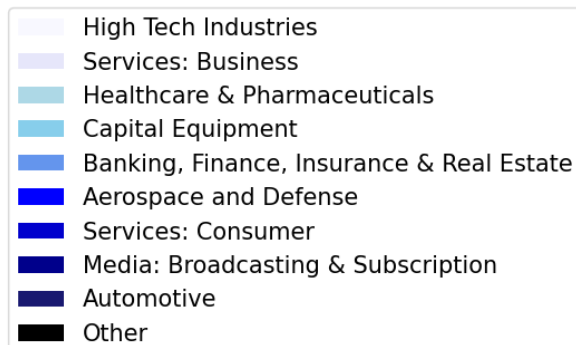 High Tech Industries
Services: Business
Healthcare & Pharmaceuticals
Capital Equipment
Banking, Finance, Insurance & Real Estate
Aerospace and Defense
Services: Consumer
Media: Broadcasting & Subscription
Automotive
Other